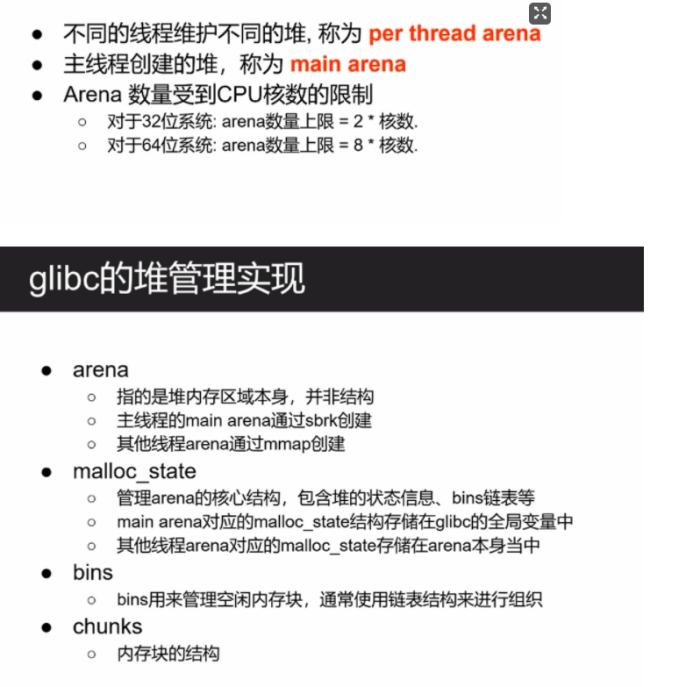 ● 不同的线程维护不同的堆, 称为 per thread arena
● 主线程创建的堆，称为 main arena
● Arena 数量受到CPU核数的限制
○ 对于32位系统: arena数量上限 = 2 * 核数.
○ 对于64位系统: arena数量上限 = 8 * 核数.
glibc的堆管理实现
● arena
○ 指的是堆内存区域本身，并非结构
○ 主线程的main arena通过sbrk创建
○ 其他线程arena通过mmap创建
● malloc_state
○ 管理arena的核心结构，包含堆的状态信息、bins链表等
○ main arena对应的malloc_state结构存储在glibc的全局变量中
○ 其他线程arena对应的malloc_state存储在arena本身当中
● bins
○ bins用来管理空闲内存块，通常使用链表结构来进行组织
● chunks
○ 内存块的结构